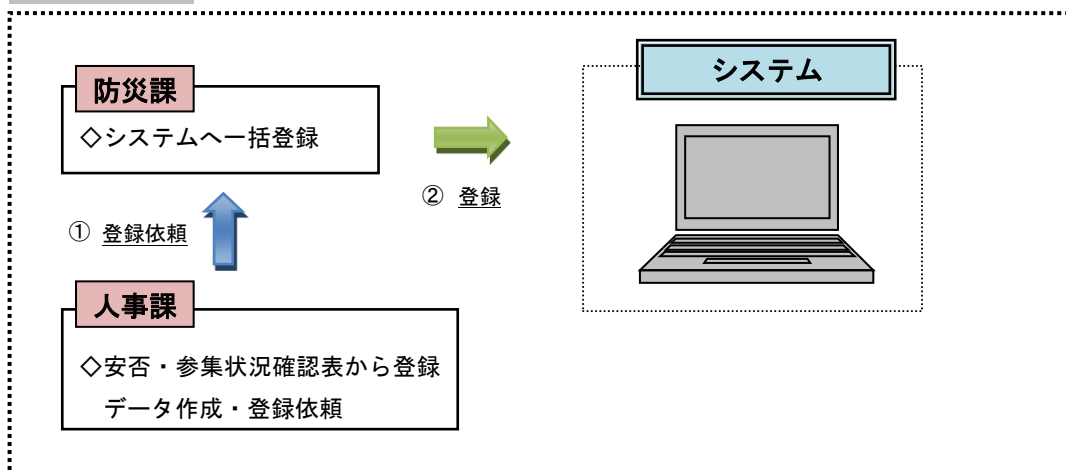 システム
防災課
◇システムへ一括登録
② 登録
① 登録依頼
人事課
◇安否・参集状況確認表から登録
データ作成・登録依頼